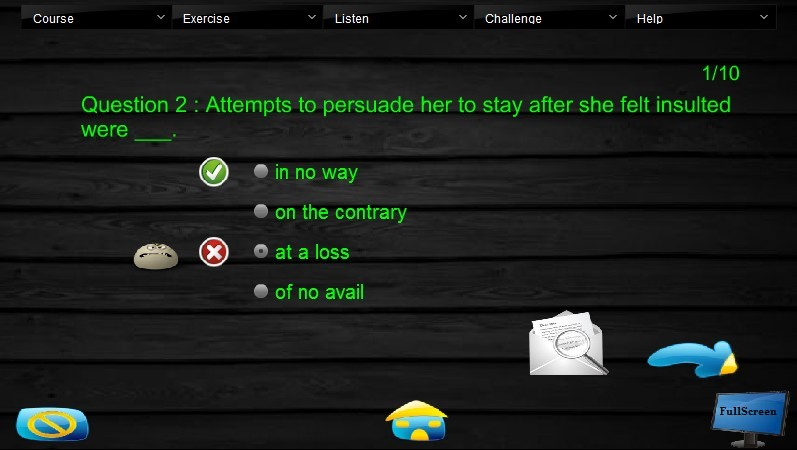 Course
Exercise
Listen
Challenge
Help
1/10
Question 2 : Attempts to persuade her to stay after she felt insulted
were ___.
in no way
on the contrary
at a loss
of no avail
FullScreen